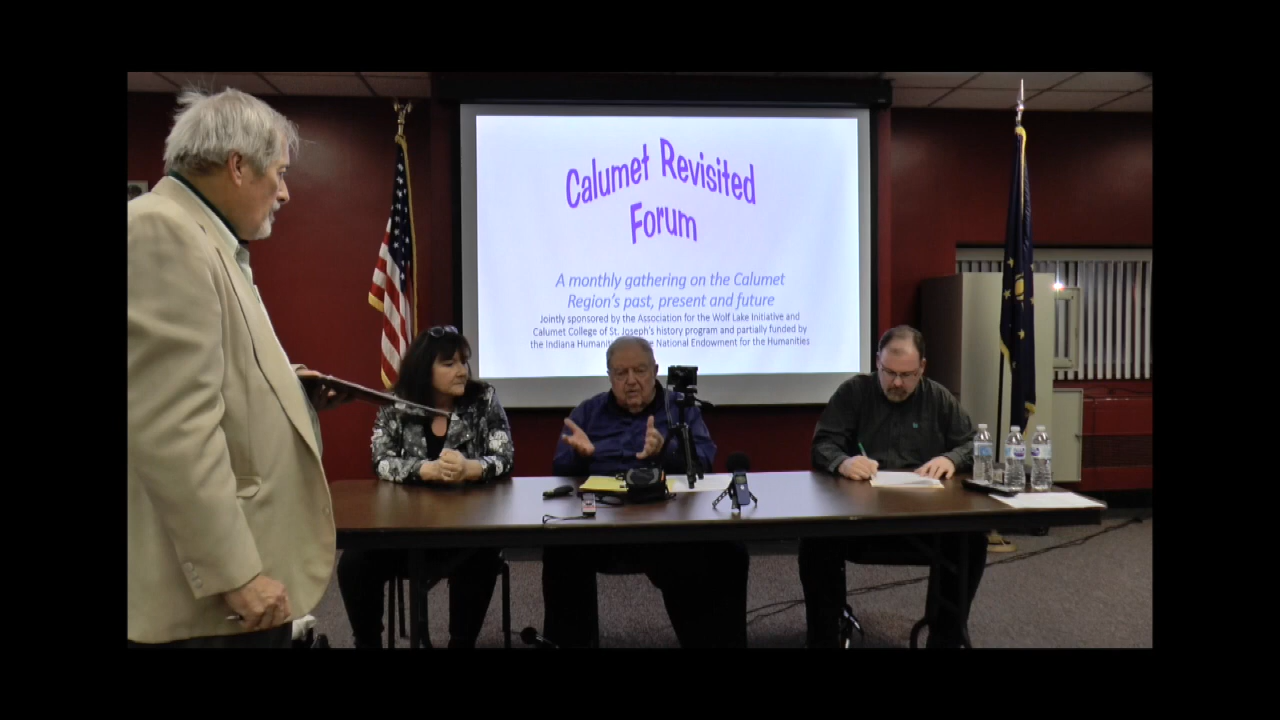 Calumet Revisited
Forum
A monthly gathering on the Calumet
Region's past, present and future
Jointly sponsored by the Association for the Wolf Lake Initiative and
Calumet College of St. Joseph's history program and partially funded by
the Indiana Humanit National Endowment for the Humanities